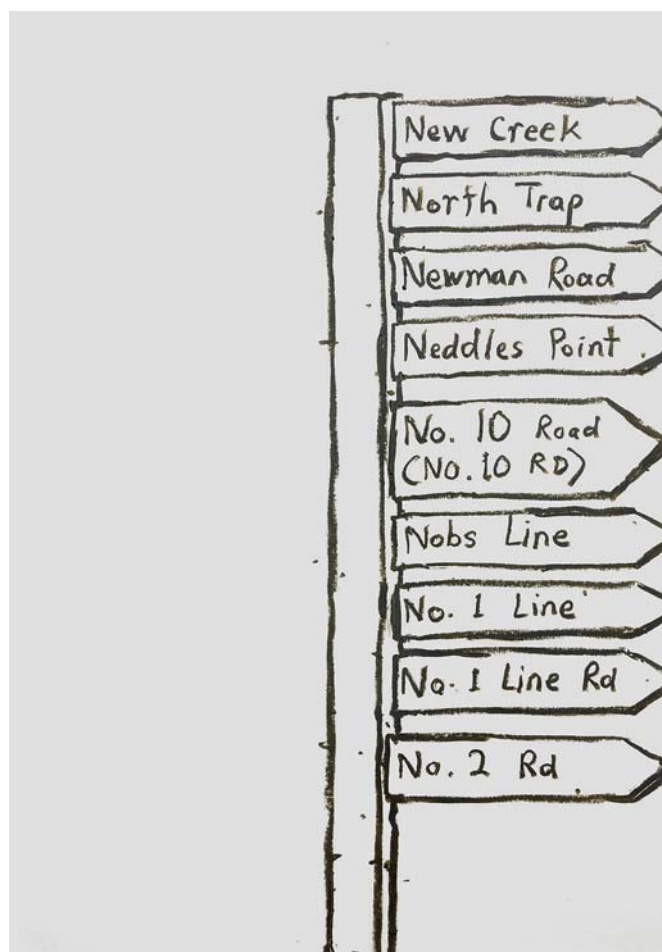 New Creek
North Trap
Newman Road
Neddles Point
No. 10 Road
(No. 10 RD)
Nobs Line
No. 1 Line
No. 1 Line Rd
No. 2 Rd